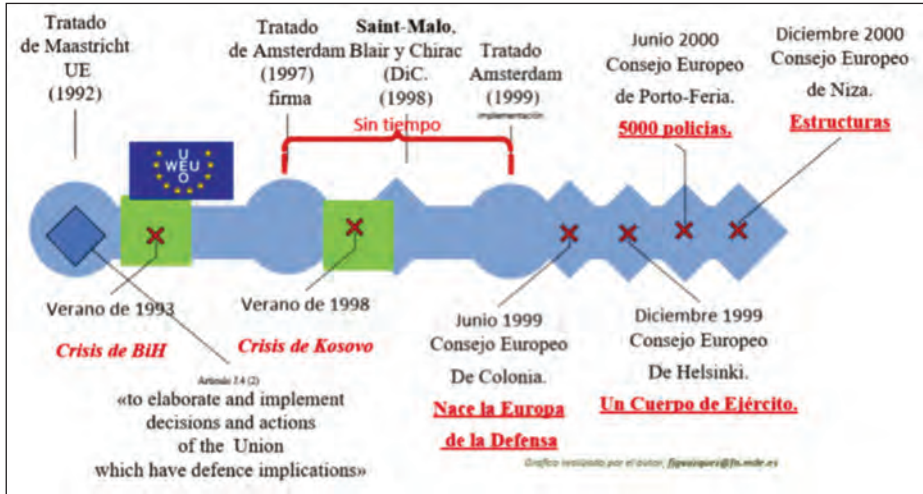 Tratado
de Maastricht
UE
(1992)
Tratado
de Amsterdam
(1997)
firma
Saint-Malo,
Blair y Chirac
(DiC.
(1998)
Tratado
Amsterdam
(1999)
implementación
Sin tiempo
Junio 2000
Consejo Europeo
de Porto-Feria.
5000 policias.
Diciembre 2000
Consejo Europeo
de Niza.
Estructuras
U
WEU
E
O
Verano de 1993
Crisis de BiH
Verano de 1998
Crisis de Kosovo
Junio 1999
Consejo Europeo
De Colonia.
Nace la Europa
de la Defensa
Diciembre 1999
Consejo Europeo
De Helsinki.
Un Cuerpo de Ejército.
(2)
«to elaborate and implement
decisions and actions
of the Union
which have defence implications»
Grafico realizado por el autor,